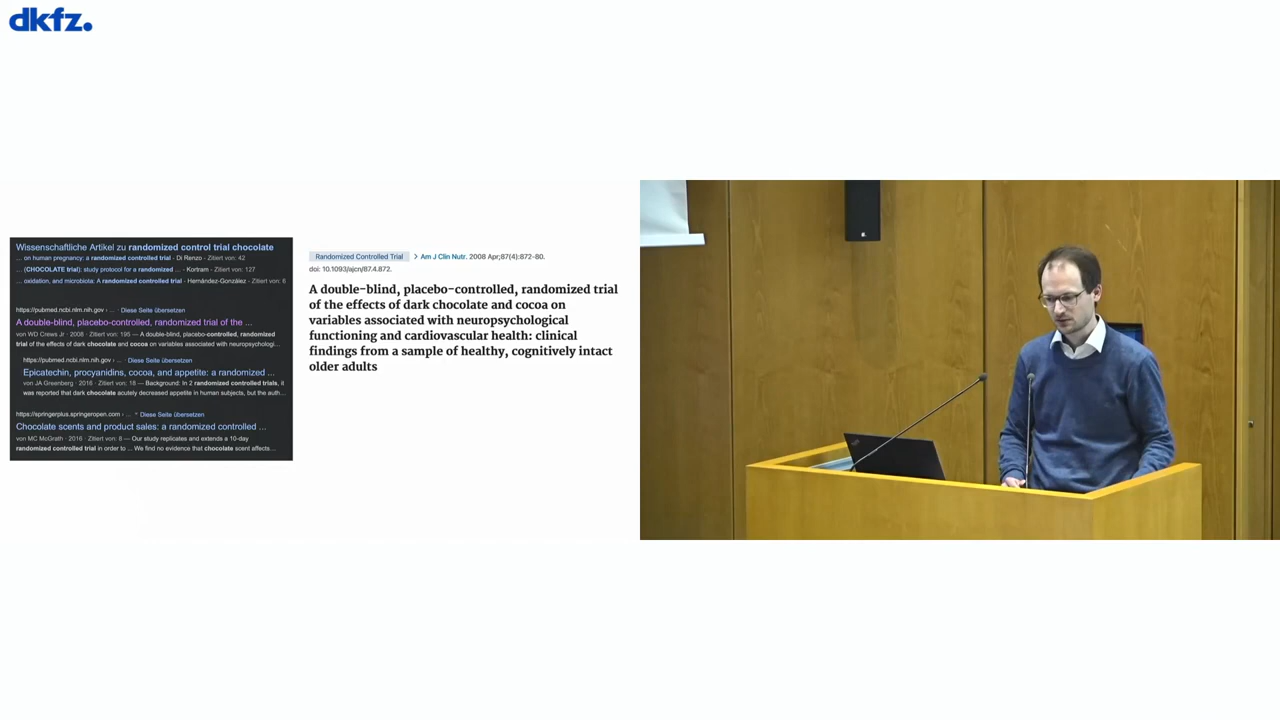 dkfz.
Wissenschaftliche Artikel zu randomized control trial chocolate
... on human pregnancy: a randomized controlled trial - Di Renzo - Zitiert von: 42
... (CHOCOLATE trial): study protocol for a randomized ... - Kortram - Zitiert von: 127
... oxidation, and microbiota: A randomized controlled trial - Hernández-González - Zitiert von: 6
https://pubmed.ncbi.nlm.nih.gov › ... Diese Seite übersetzen
A double-blind, placebo-controlled, randomized trial of the ...
von WD Crews Jr · 2008 · Zitiert von: 195 — A double-blind, placebo-controlled, randomized
trial of the effects of dark chocolate and cocoa on variables associated with neuropsychologi...
https://pubmed.ncbi.nlm.nih.gov › ... · Diese Seite übersetzen
Epicatechin, procyanidins, cocoa, and appetite: a randomized ...
von JA Greenberg · 2016 · Zitiert von: 18 — Background: In 2 randomized controlled trials, it
was reported that dark chocolate acutely decreased appetite in human subjects, but the auth...
https://springerplus.springeropen.com › ... Diese Seite übersetzen
Chocolate scents and product sales: a randomized controlled ...
von MC McGrath · 2016 · Zitiert von: 6 — Our study replicates and extends a 10-day
randomized controlled trial in order to ... We find no evidence that chocolate scent affects...
Randomized Controlled Trial > Am J Clin Nutr. 2008 Apr;87(4):872-80.
doi: 10.1093/ajcn/87.4.872.
A double-blind, placebo-controlled, randomized trial
of the effects of dark chocolate and cocoa on
variables associated with neuropsychological
functioning and cardiovascular health: clinical
findings from a sample of healthy, cognitively intact
older adults